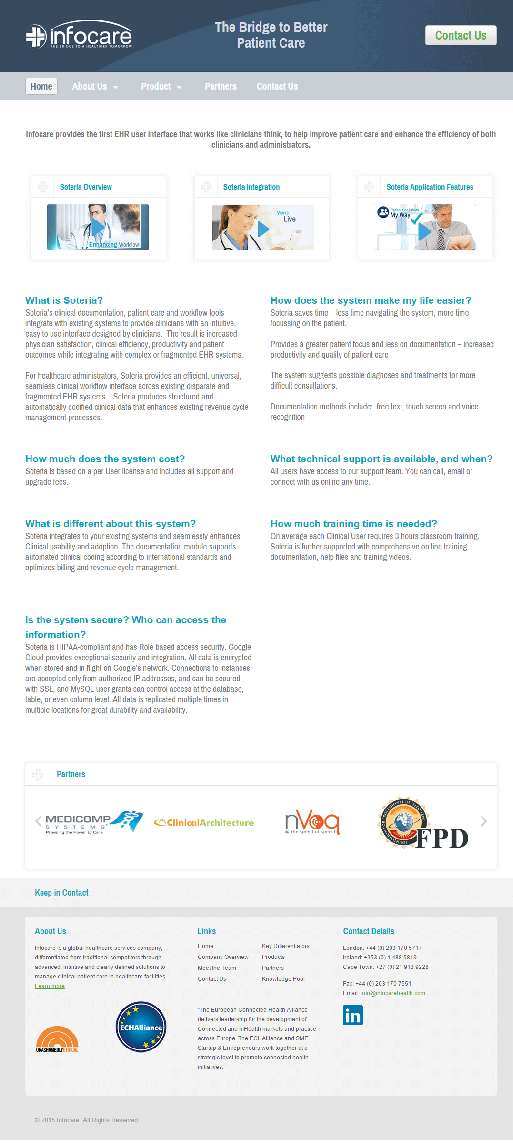 infocare
THE BRIDGE TO A HEALTHIER TOMORROW
The Bridge to Better
Patient Care
Contact Us
Home
About Us
Product
Partners
Contact Us
Infocare provides the first EHR user interface that works like clinicians think, to help improve patient care and enhance the efficiency of both
clinicians and administrators.
Soteria Overview
Soteria Integration
Soteria Application Features
Enhancing Workflow
Live
My Way
What is Soteria?
Soteria's clinical documentation, patient care and workflow tools
integrate with existing systems to provide clinicians with an intuitive,
easy to use interface designed by clinicians. The result is increased
physician satisfaction, clinical efficiency, productivity and patient
outcomes while integrating with complex or fragmented EHR systems.
For healthcare administrators, Soteria provides an efficient, universal,
seamless clinical workflow interface across existing disparate and
fragmented EHR systems – Soteria produces structured and
automatically codified clinical data that enhances existing revenue cycle
management processes.
How does the system make my life easier?
Soteria saves time – less time navigating the system, more time
focussing on the patient.
Provides a greater patient focus and less on documentation – increased
productivity and quality of patient care
The system suggests possible diagnoses and treatments for more
difficult consultations.
Documentation methods include: free text, touch screen and voice
recognition
How much does the system cost?
Soteria is based on a per User license and includes all support and
upgrade fees.
What technical support is available, and when?
All users have access to our support team. You can call, email or
connect with us online any time.
What is different about this system?
Soteria integrates to your existing systems and seamlessly enhances
Clinical usability and adoption. The documentation module supports
automated clinical coding according to international standards and
optimizes billing and revenue cycle management.
How much training time is needed?
On average each Clinical User requires 3 hours classroom training.
Soteria is further supported with comprehensive on line training
documentation, help files and training videos.
Is the system secure? Who can access the
information?
Soteria is HIPAA-compliant and has Role based access security. Google
Cloud provides exceptional security and integration. All data is encrypted
when stored and in flight on Google's network. Connections to instances
are accepted only from authorized IP addresses, and can be secured
with SSL, and MySQL user grants can control access at the database,
table, or even column level. All data is replicated multiple times in
multiple locations for great durability and availability.
Partners
MEDICOMP
SYSTEMS
Providing the Power to Care
ClinicalArchitecture
nVoq
@ the speed of speech
FPD
Keep in Contact
About Us
Infocare is a global healthcare services company,
differentiated from traditional competitors through
advanced, intuitive and clearly defined solutions to
manage clinical patient care in healthcare facilities.
Learn more
ECHAlliance
Links
Home
Company Overview
Meet the Team
Contact Us
Key Differentiators
Products
Partners
Knowledge Pool
"The European Connected Health Alliance
delivers leadership for the development of
Connected and mHealth markets and practice
across Europe. The ECHAlliance and SME
Startup & Entrepreneurs work together at a
strategic level to promote connected health
initiatives."
Contact Details
London: +44 (0)
Ireland: +353 (0)
Cape Town: +27 (0)
Fax: +44 (0)
Email: info@infocarehealth.com
in
© 2015 Infocare. All Rights Reserved